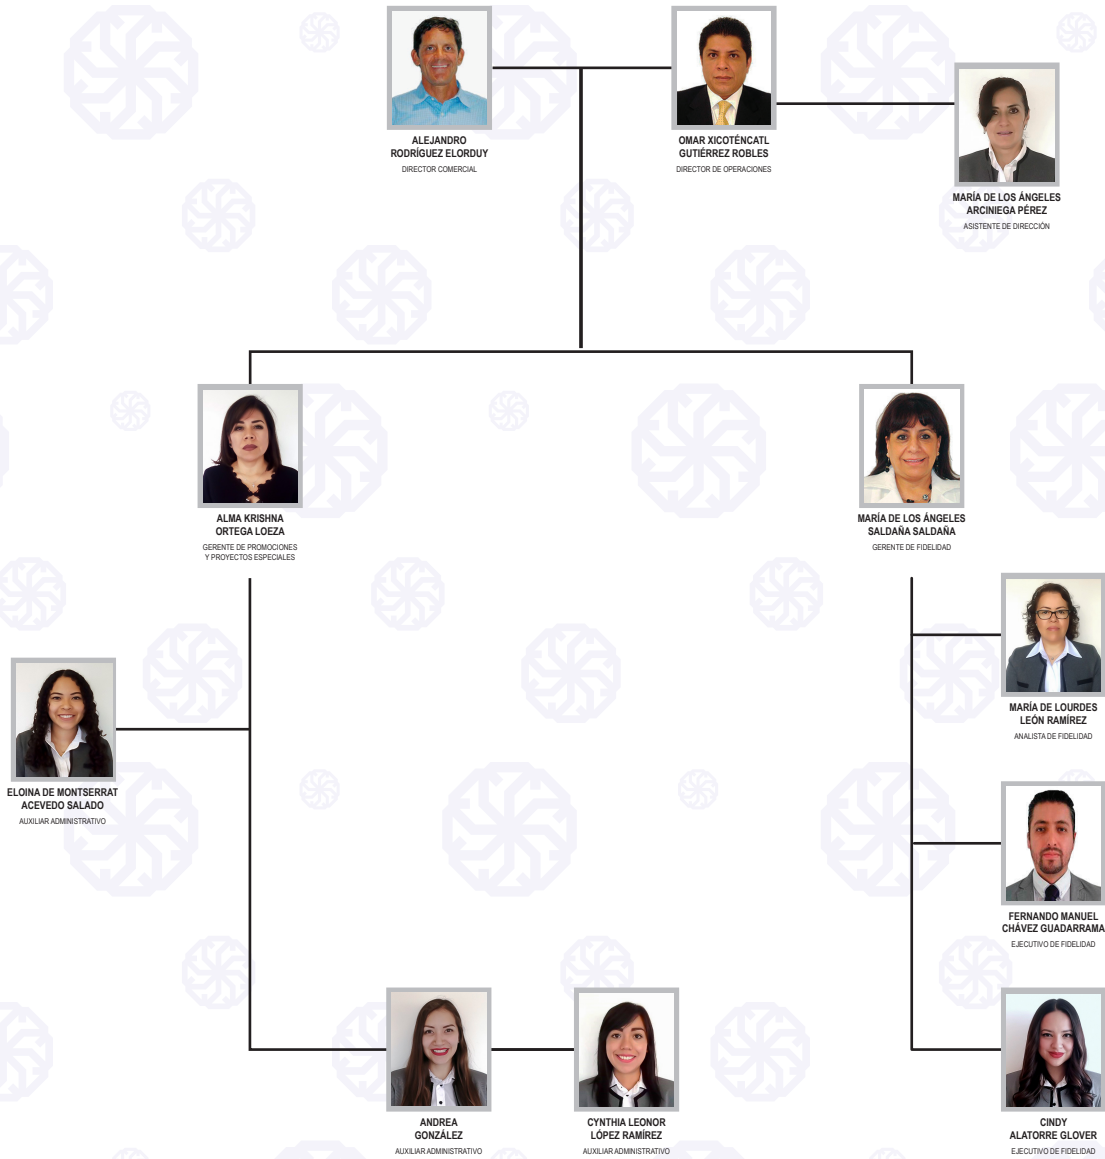 ALEJANDRO
RODRÍGUEZ ELORDUY
DIRECTOR COMERCIAL
OMAR XICOTÉNCATL
GUTIÉRREZ ROBLES
DIRECTOR DE OPERACIONES
MARÍA DE LOS ÁNGELES
ARCINIEGA PÉREZ
ASISTENTE DE DIRECCIÓN
ALMA KRISHNA
ORTEGA LOEZA
GERENTE DE PROMOCIONES
Y PROYECTOS ESPECIALES
MARÍA DE LOS ÁNGELES
SALDAÑA SALDAÑA
GERENTE DE FIDELIDAD
MARÍA DE LOURDES
LEÓN RAMÍREZ
ANALISTA DE FIDELIDAD
ELOINA DE MONTSERRAT
ACEVEDO SALADO
AUXILIAR ADMINISTRATIVO
FERNANDO MANUEL
CHÁVEZ GUADARRAMA
EJECUTIVO DE FIDELIDAD
ANDREA
GONZÁLEZ
AUXILIAR ADMINISTRATIVO
CYNTHIA LEONOR
LÓPEZ RAMÍREZ
AUXILIAR ADMINISTRATIVO
CINDY
ALATORRE GLOVER
EJECUTIVO DE FIDELIDAD